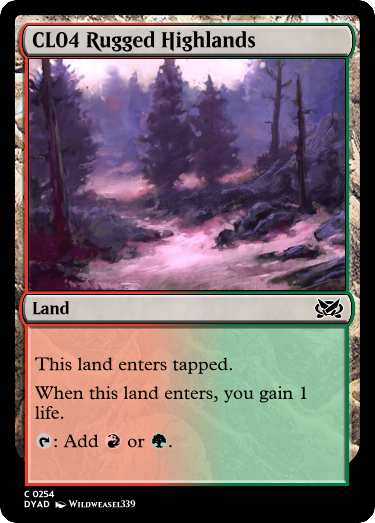 CL04 Rugged Highlands
Land
This land enters tapped.
When this land enters, you gain 1
life.
: Add or .
C 0254
DYAD Wildweasel339